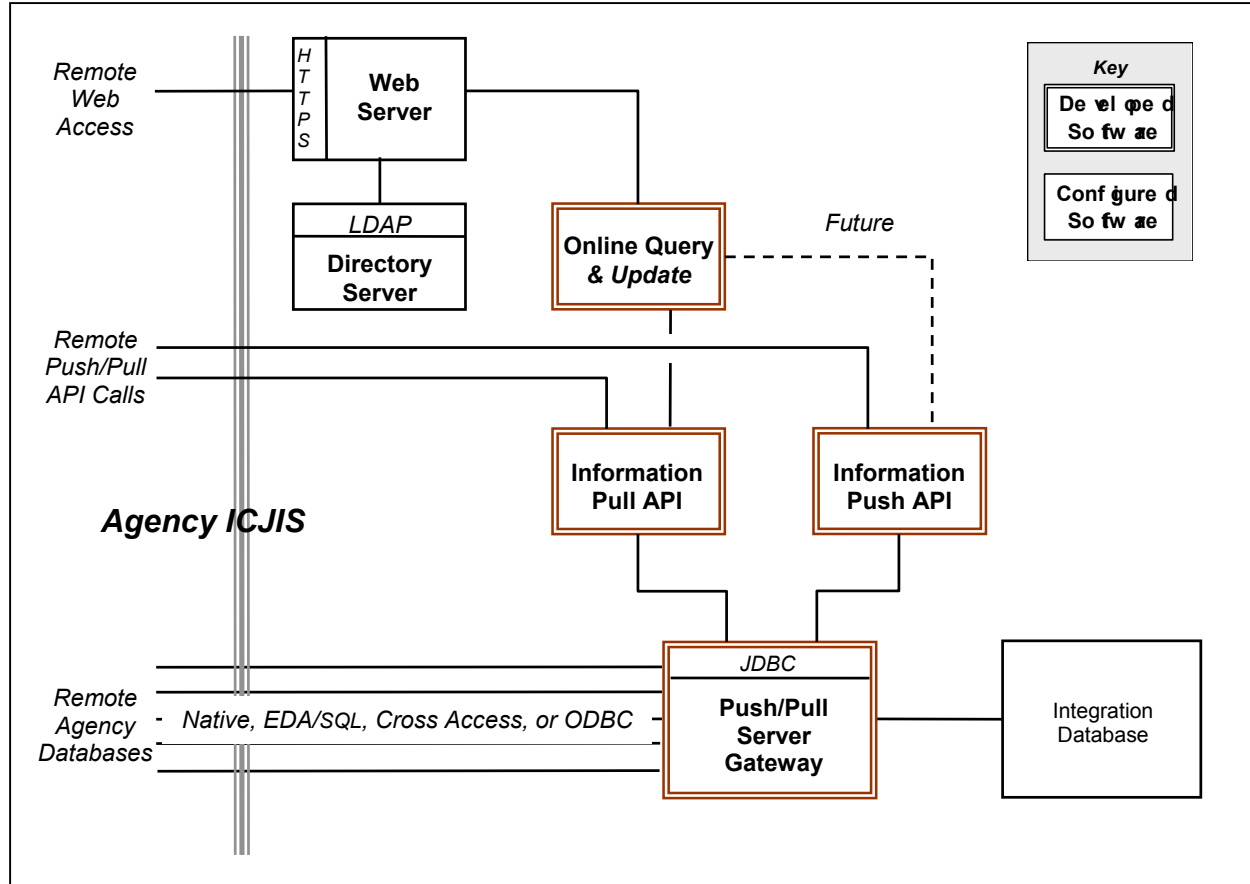 Remote
Web
Access
H
T
T
P
S
Web
Server
LDAP
Directory
Server
Online Query
& Update
Future
Key
Developed
Software
Configured
Software
Remote
Push/Pull
API Calls
Information
Pull API
Information
Push API
Agency ICJIS
Remote
Agency
Databases
Native, EDA/SQL, Cross Access, or ODBC
JDBC
Push/Pull
Server
Gateway
Integration
Database